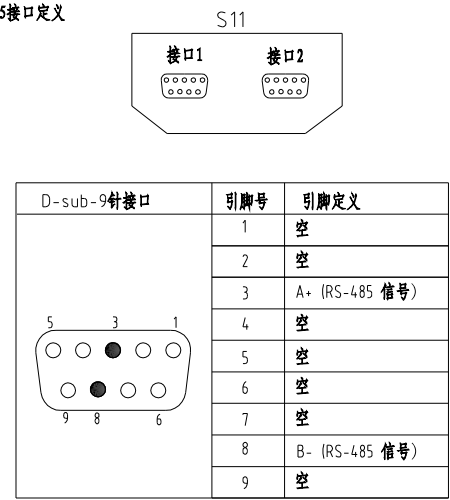 5接口定义
S11
接口1 接口2
D-sub-9针接口 引脚号 引脚定义
1 空
2 空
3 A+ (RS-485 信号)
4 空
5 空
6 空
7 空
8 B- (RS-485 信号)
9 空
5 3 1
9 8 6